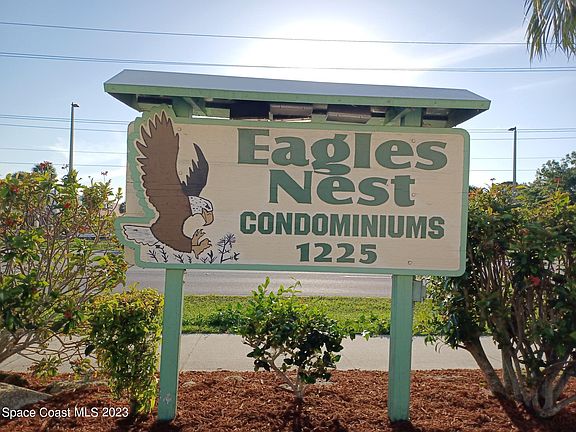 Eagles
Nest
CONDOMINIUMS
1225
Space Coast MLS 2023